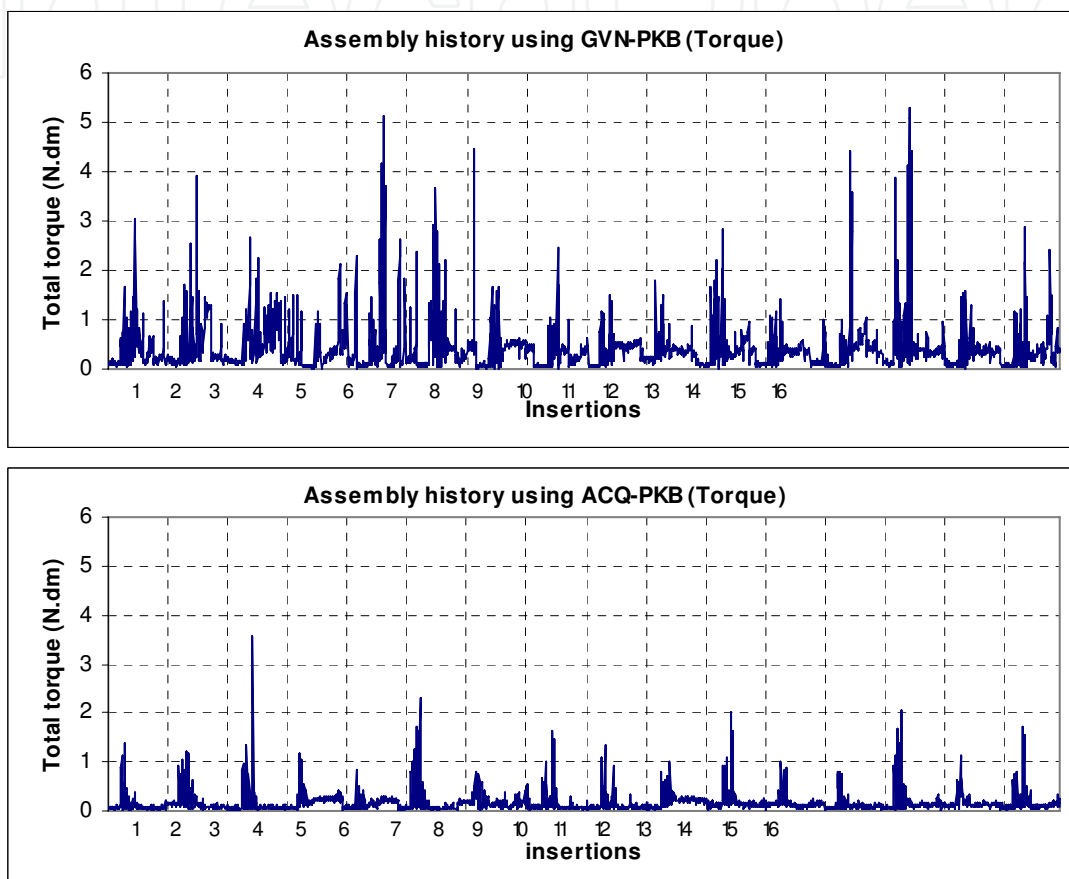 Assembly history using GVN-PKB (Torque)
Total torque (N.dm)
6
5
4
3
2
1
0
1 2 3 4 5 6 7 8 9 10 11 12 13 14 15 16
Insertions
Assembly history using ACQ-PKB (Torque)
Total torque (N.dm)
6
5
4
3
2
1
0
1 2 3 4 5 6 7 8 9 10 11 12 13 14 15 16
insertions